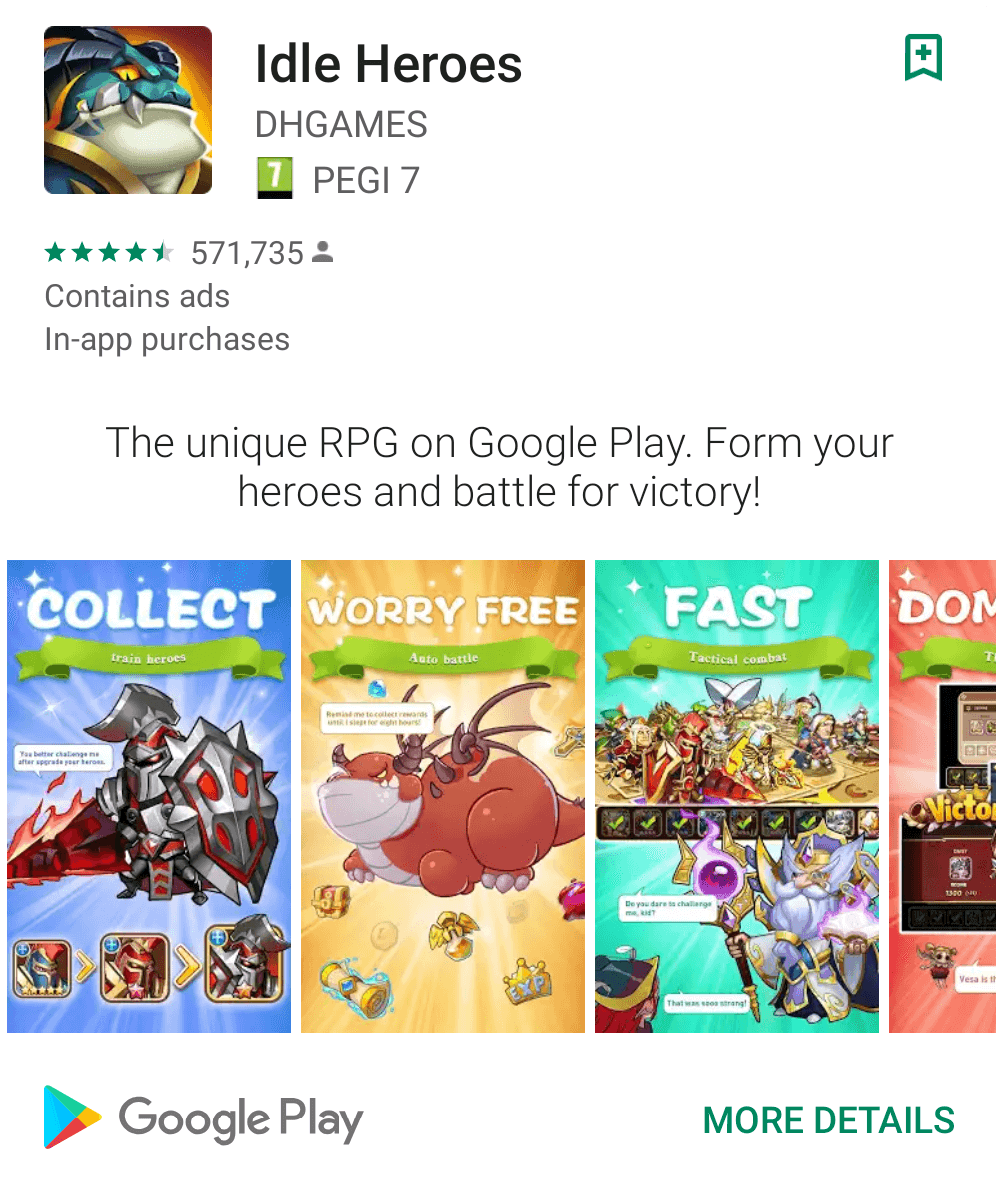 Idle Heroes
DHGAMES
7 PEGI 7
571,735
Contains ads
In-app purchases
The unique RPG on Google Play. Form your
heroes and battle for victory!
COLLECT
train heroes
You better challenge me
after upgrade your heroes.
WORRY FREE
Auto battle
Remind me to collect rewards
until I slept for eight hours!
EXP
FAST
Tactical combat
Do you dare to challenge
me, kid?
That was sooo strong!
DOM
Victo
1300
Vesa is th
Google Play
MORE DETAILS